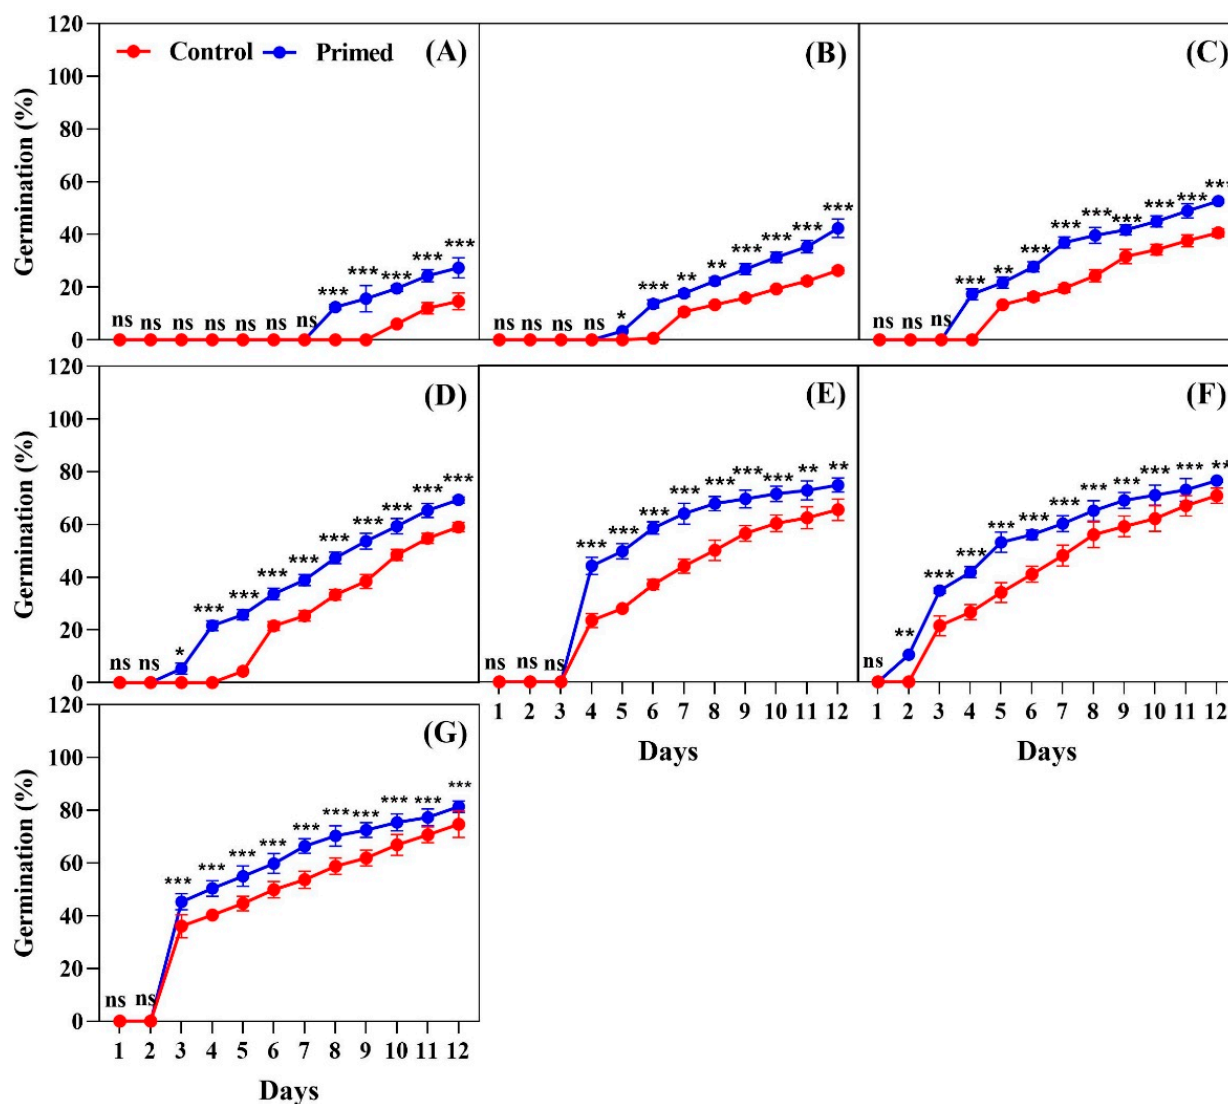 Germination (%)
120
100
80
60
40
20
0
Control Primed (A)
ns ns ns ns ns ns ns *** *** *** *** ***
(B)
ns ns ns ns * *** ** ** *** *** *** ***
(C)
ns ns ns *** ** *** *** *** *** *** *** ***
Germination (%)
120
100
80
60
40
20
0
(D)
ns ns * *** *** *** *** *** *** *** *** ***
(E)
ns ns ns *** *** *** *** *** *** *** ** **
1 2 3 4 5 6 7 8 9 10 11 12
Days
(F)
ns ** *** *** *** *** *** *** *** *** *** **
1 2 3 4 5 6 7 8 9 10 11 12
Days
Germination (%)
120
100
80
60
40
20
0
(G)
ns ns *** *** *** *** *** *** *** *** *** ***
1 2 3 4 5 6 7 8 9 10 11 12
Days